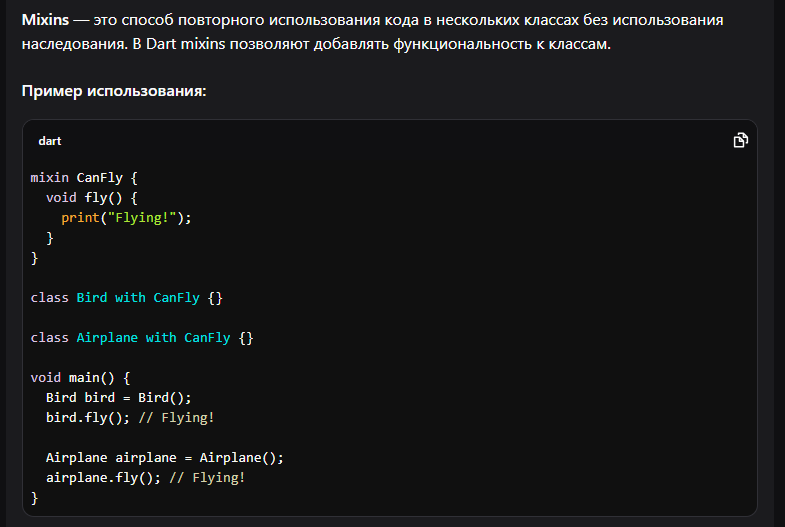 Mixins — это способ повторного использования кода в нескольких классах без использования
наследования. В Dart mixins позволяют добавлять функциональность к классам.
Пример использования:
dart
mixin CanFly {
  void fly() {
    print("Flying!");
  }
}
class Bird with CanFly {}
class Airplane with CanFly {}
void main() {
  Bird bird = Bird();
  bird.fly(); // Flying!
  Airplane airplane = Airplane();
  airplane.fly(); // Flying!
}